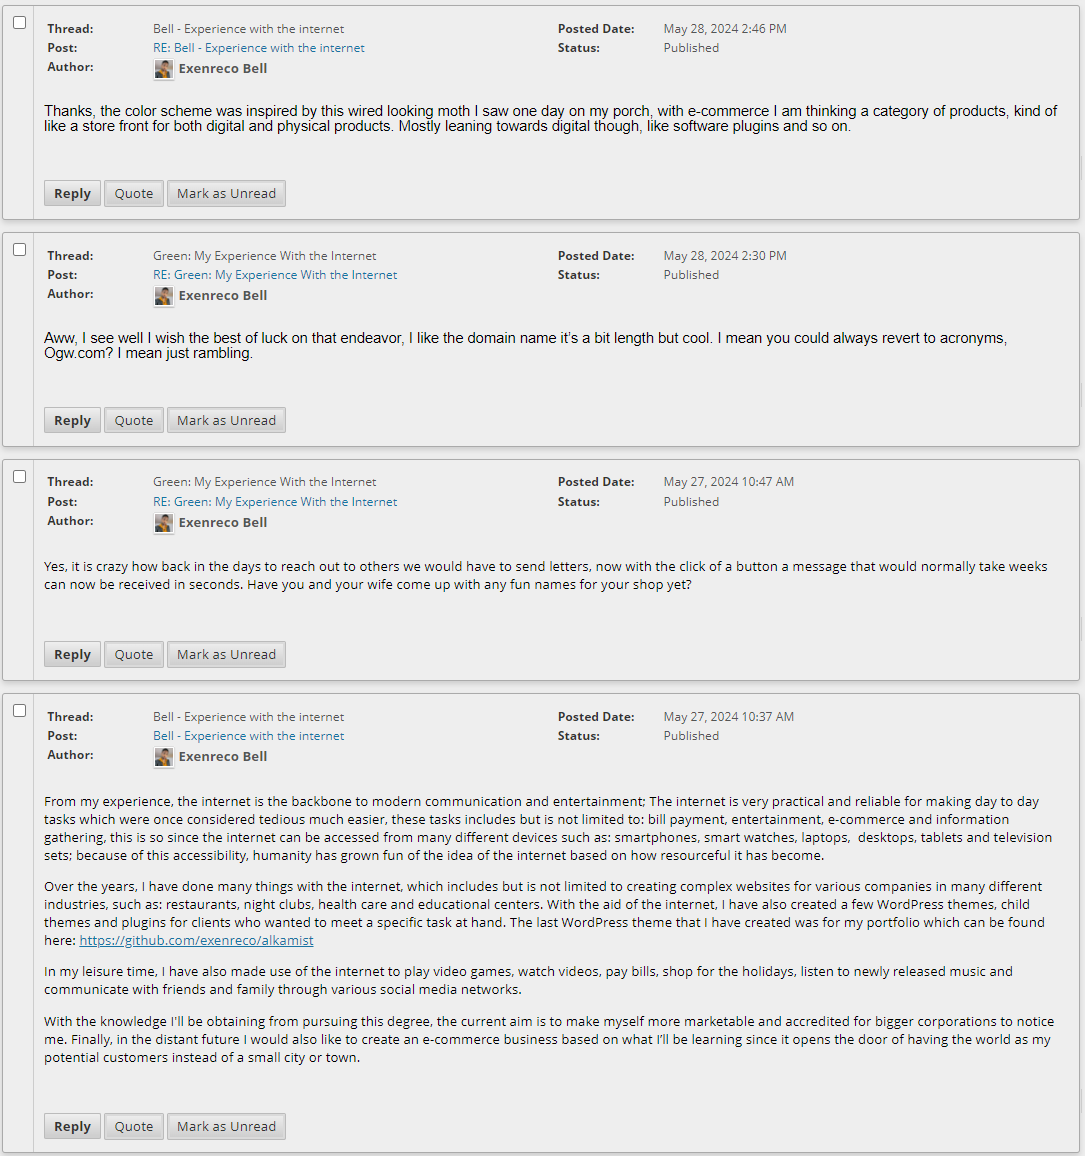 Thread: Bell - Experience with the internet Posted Date: May 28, 2024 2:46 PM
Post: RE: Bell - Experience with the internet Status: Published
Author: Exenreco Bell
Thanks, the color scheme was inspired by this wired looking moth I saw one day on my porch, with e-commerce I am thinking a category of products, kind of
like a store front for both digital and physical products. Mostly leaning towards digital though, like software plugins and so on.
Reply Quote Mark as Unread
Thread: Green: My Experience With the Internet Posted Date: May 28, 2024 2:30 PM
Post: RE: Green: My Experience With the Internet Status: Published
Author: Exenreco Bell
Aww, I see well I wish the best of luck on that endeavor, I like the domain name it's a bit length but cool. I mean you could always revert to acronyms,
Ogw.com? I mean just rambling.
Reply Quote Mark as Unread
Thread: Green: My Experience With the Internet Posted Date: May 27, 2024 10:47 AM
Post: RE: Green: My Experience With the Internet Status: Published
Author: Exenreco Bell
Yes, it is crazy how back in the days to reach out to others we would have to send letters, now with the click of a button a message that would normally take weeks
can now be received in seconds. Have you and your wife come up with any fun names for your shop yet?
Reply Quote Mark as Unread
Thread: Bell - Experience with the internet Posted Date: May 27, 2024 10:37 AM
Post: Bell - Experience with the internet Status: Published
Author: Exenreco Bell
From my experience, the internet is the backbone to modern communication and entertainment; The internet is very practical and reliable for making day to day
tasks which were once considered tedious much easier, these tasks includes but is not limited to: bill payment, entertainment, e-commerce and information
gathering, this is so since the internet can be accessed from many different devices such as: smartphones, smart watches, laptops,  desktops, tablets and television
sets; because of this accessibility, humanity has grown fun of the idea of the internet based on how resourceful it has become.
Over the years, I have done many things with the internet, which includes but is not limited to creating complex websites for various companies in many different
industries, such as: restaurants, night clubs, health care and educational centers. With the aid of the internet, I have also created a few WordPress themes, child
themes and plugins for clients who wanted to meet a specific task at hand. The last WordPress theme that I have created was for my portfolio which can be found
here: https://github.com/exenreco/alkamist
In my leisure time, I have also made use of the internet to play video games, watch videos, pay bills, shop for the holidays, listen to newly released music and
communicate with friends and family through various social media networks.
With the knowledge I'll be obtaining from pursuing this degree, the current aim is to make myself more marketable and accredited for bigger corporations to notice
me. Finally, in the distant future I would also like to create an e-commerce business based on what I'll be learning since it opens the door of having the world as my
potential customers instead of a small city or town.
Reply Quote Mark as Unread